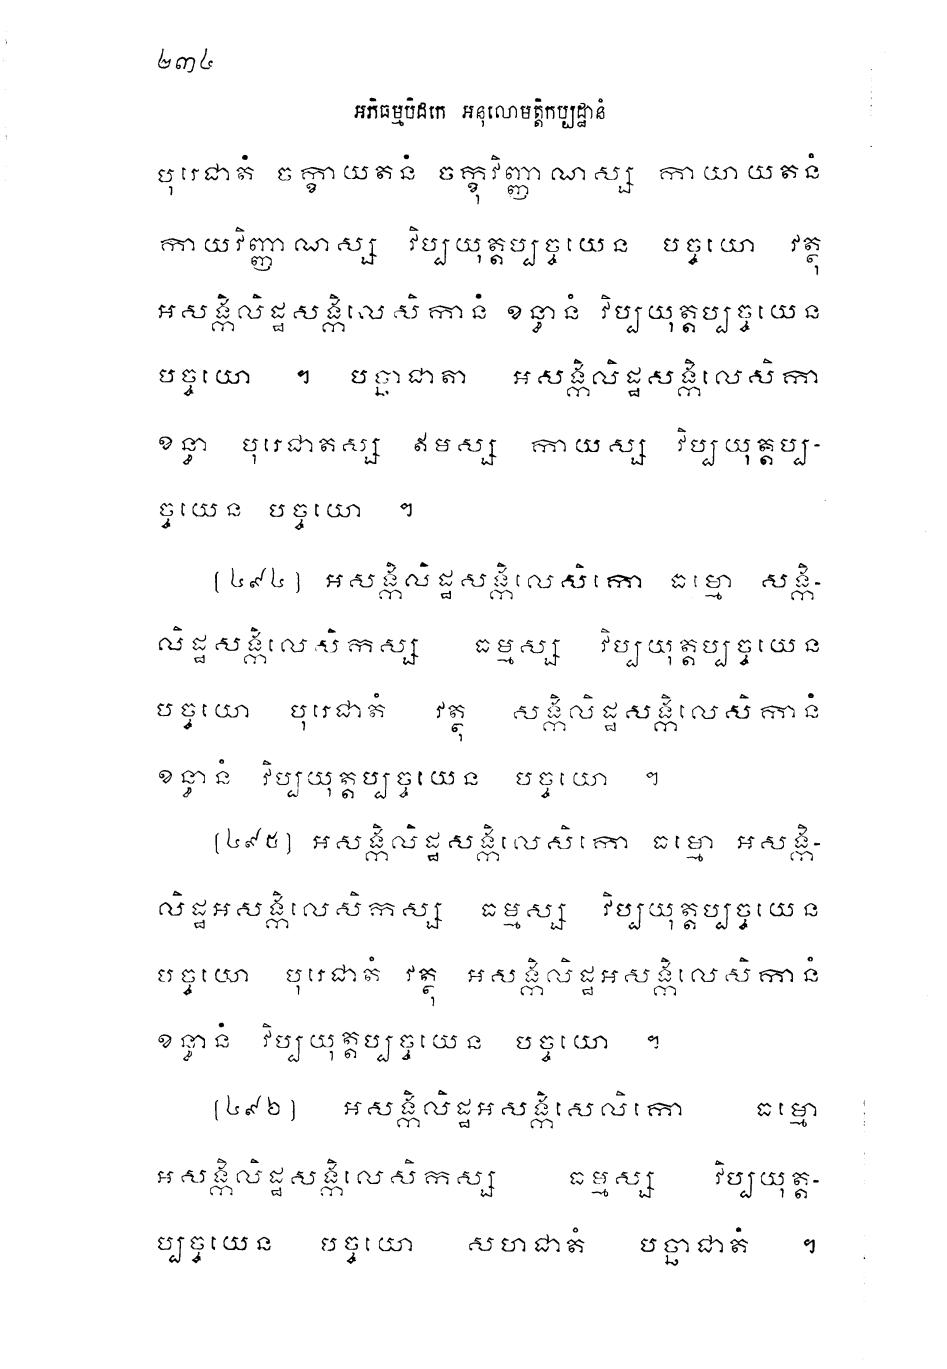 ២៣៤
អភិធម្មបិដកេ អនុលោមត្តិកប្បដ្ឋានំ
បុរេជាតំ ចក្ខាយតនំ ចក្ខុវិញ្ញាណស្ស កាយាយតនំ
កាយវិញ្ញាណស្ស វិប្បយុត្តប្បច្ចយេន បច្ចយោ វត្ថុ
អសង្កិលិដ្ឋសង្កិលេសិកានំ ខន្ធានំ វិប្បយុត្តប្បច្ចយេន
បច្ចយោ ។ បច្ឆាជាតា អសង្កិលិដ្ឋសង្កិលេសិកា
ខន្ធា បុរេជាតស្ស ឥមស្ស កាយស្ស វិប្បយុត្តប្ប-
ច្ចយេន បច្ចយោ ។
(៤៩៤) អសង្កិលិដ្ឋសង្កិលេសិកោ ធម្មោ សង្កិ-
លិដ្ឋសង្កិលេសិកស្ស ធម្មស្ស វិប្បយុត្តប្បច្ចយេន
បច្ចយោ បុរេជាតំ វត្ថុ សង្កិលិដ្ឋសង្កិលេសិកានំ
ខន្ធានំ វិប្បយុត្តប្បច្ចយេន បច្ចយោ ។
(៤៩៥) អសង្កិលិដ្ឋសង្កិលេសិកោ ធម្មោ អសង្កិ-
លិដ្ឋអសង្កិលេសិកស្ស ធម្មស្ស វិប្បយុត្តប្បច្ចយេន
បច្ចយោ បុរេជាតំ វត្ថុ អសង្កិលិដ្ឋអសង្កិលេសិកានំ
ខន្ធានំ វិប្បយុត្តប្បច្ចយេន បច្ចយោ ។
(៤៩៦) អសង្កិលិដ្ឋអសង្កិសេលិកោ ធម្មោ
អសង្កិលិដ្ឋសង្កិលេសិកស្ស ធម្មស្ស វិប្បយុត្ត-
ប្បច្ចយេន បច្ចយោ សហជាតំ បច្ឆាជាតំ ។